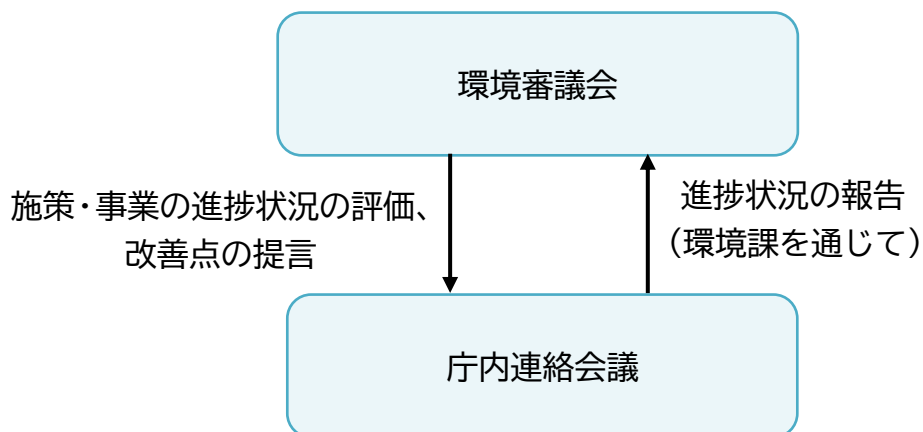 環境審議会
施策・事業の進捗状況の評価、
改善点の提言
進捗状況の報告
（環境課を通じて）
庁内連絡会議